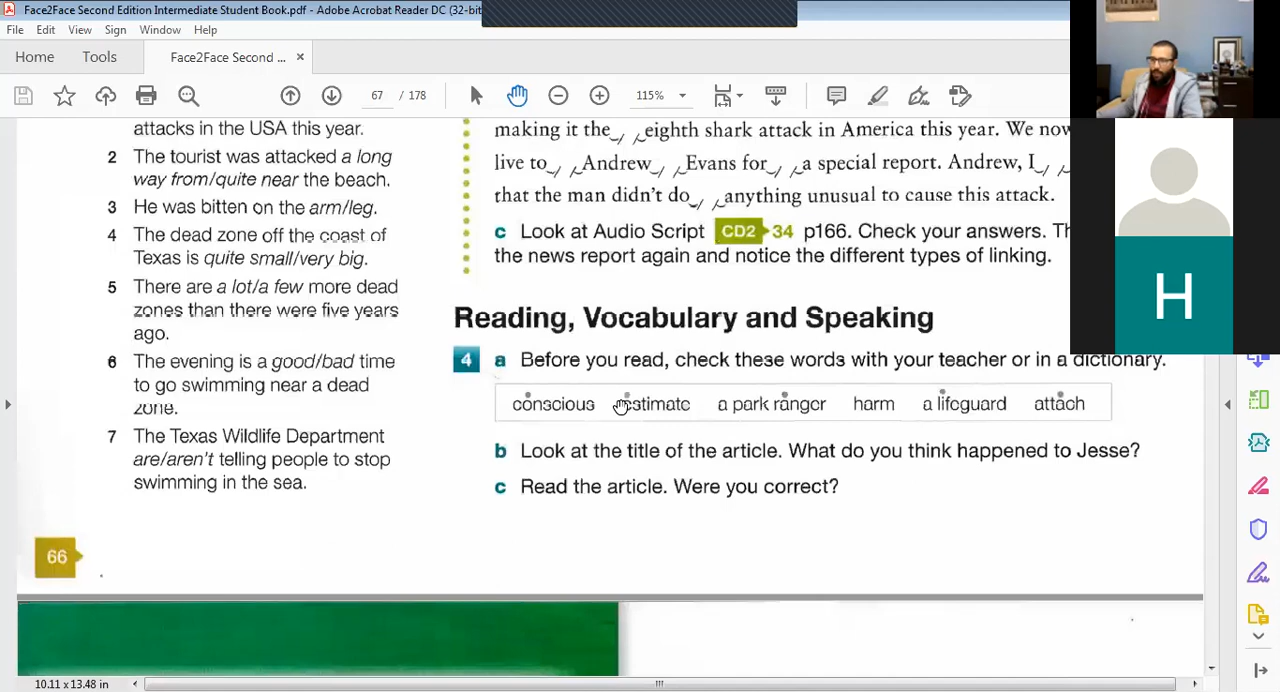 Face2Face Second Edition Intermediate Student Book.pdf - Adobe Acrobat Reader DC (32-bit
File Edit View Sign Window Help
Home Tools Face2Face Second ... ×
67 / 178 115%
attacks in the USA this year.
2 The tourist was attacked a long
way from/quite near the beach.
3 He was bitten on the arm/leg.
4 The dead zone off the coast of
Texas is quite small/very big.
5 There are a lot/a few more dead
zones than there were five years
ago.
6 The evening is a good/bad time
to go swimming near a dead
zone.
7 The Texas Wildlife Department
are/aren't telling people to stop
swimming in the sea.
66
making it the eighth shark attack in America this year. We now
live to Andrew Evans for a special report. Andrew, I
that the man didn't do anything unusual to cause this attack.
c Look at Audio Script CD2 34 p166. Check your answers. Th
the news report again and notice the different types of linking.
Reading, Vocabulary and Speaking
4 a Before you read, check these words with your teacher or in a dictionary.
conscious estimate a park ranger harm a lifeguard attach
b Look at the title of the article. What do you think happened to Jesse?
c Read the article. Were you correct?
H
10.11 x 13.48 in